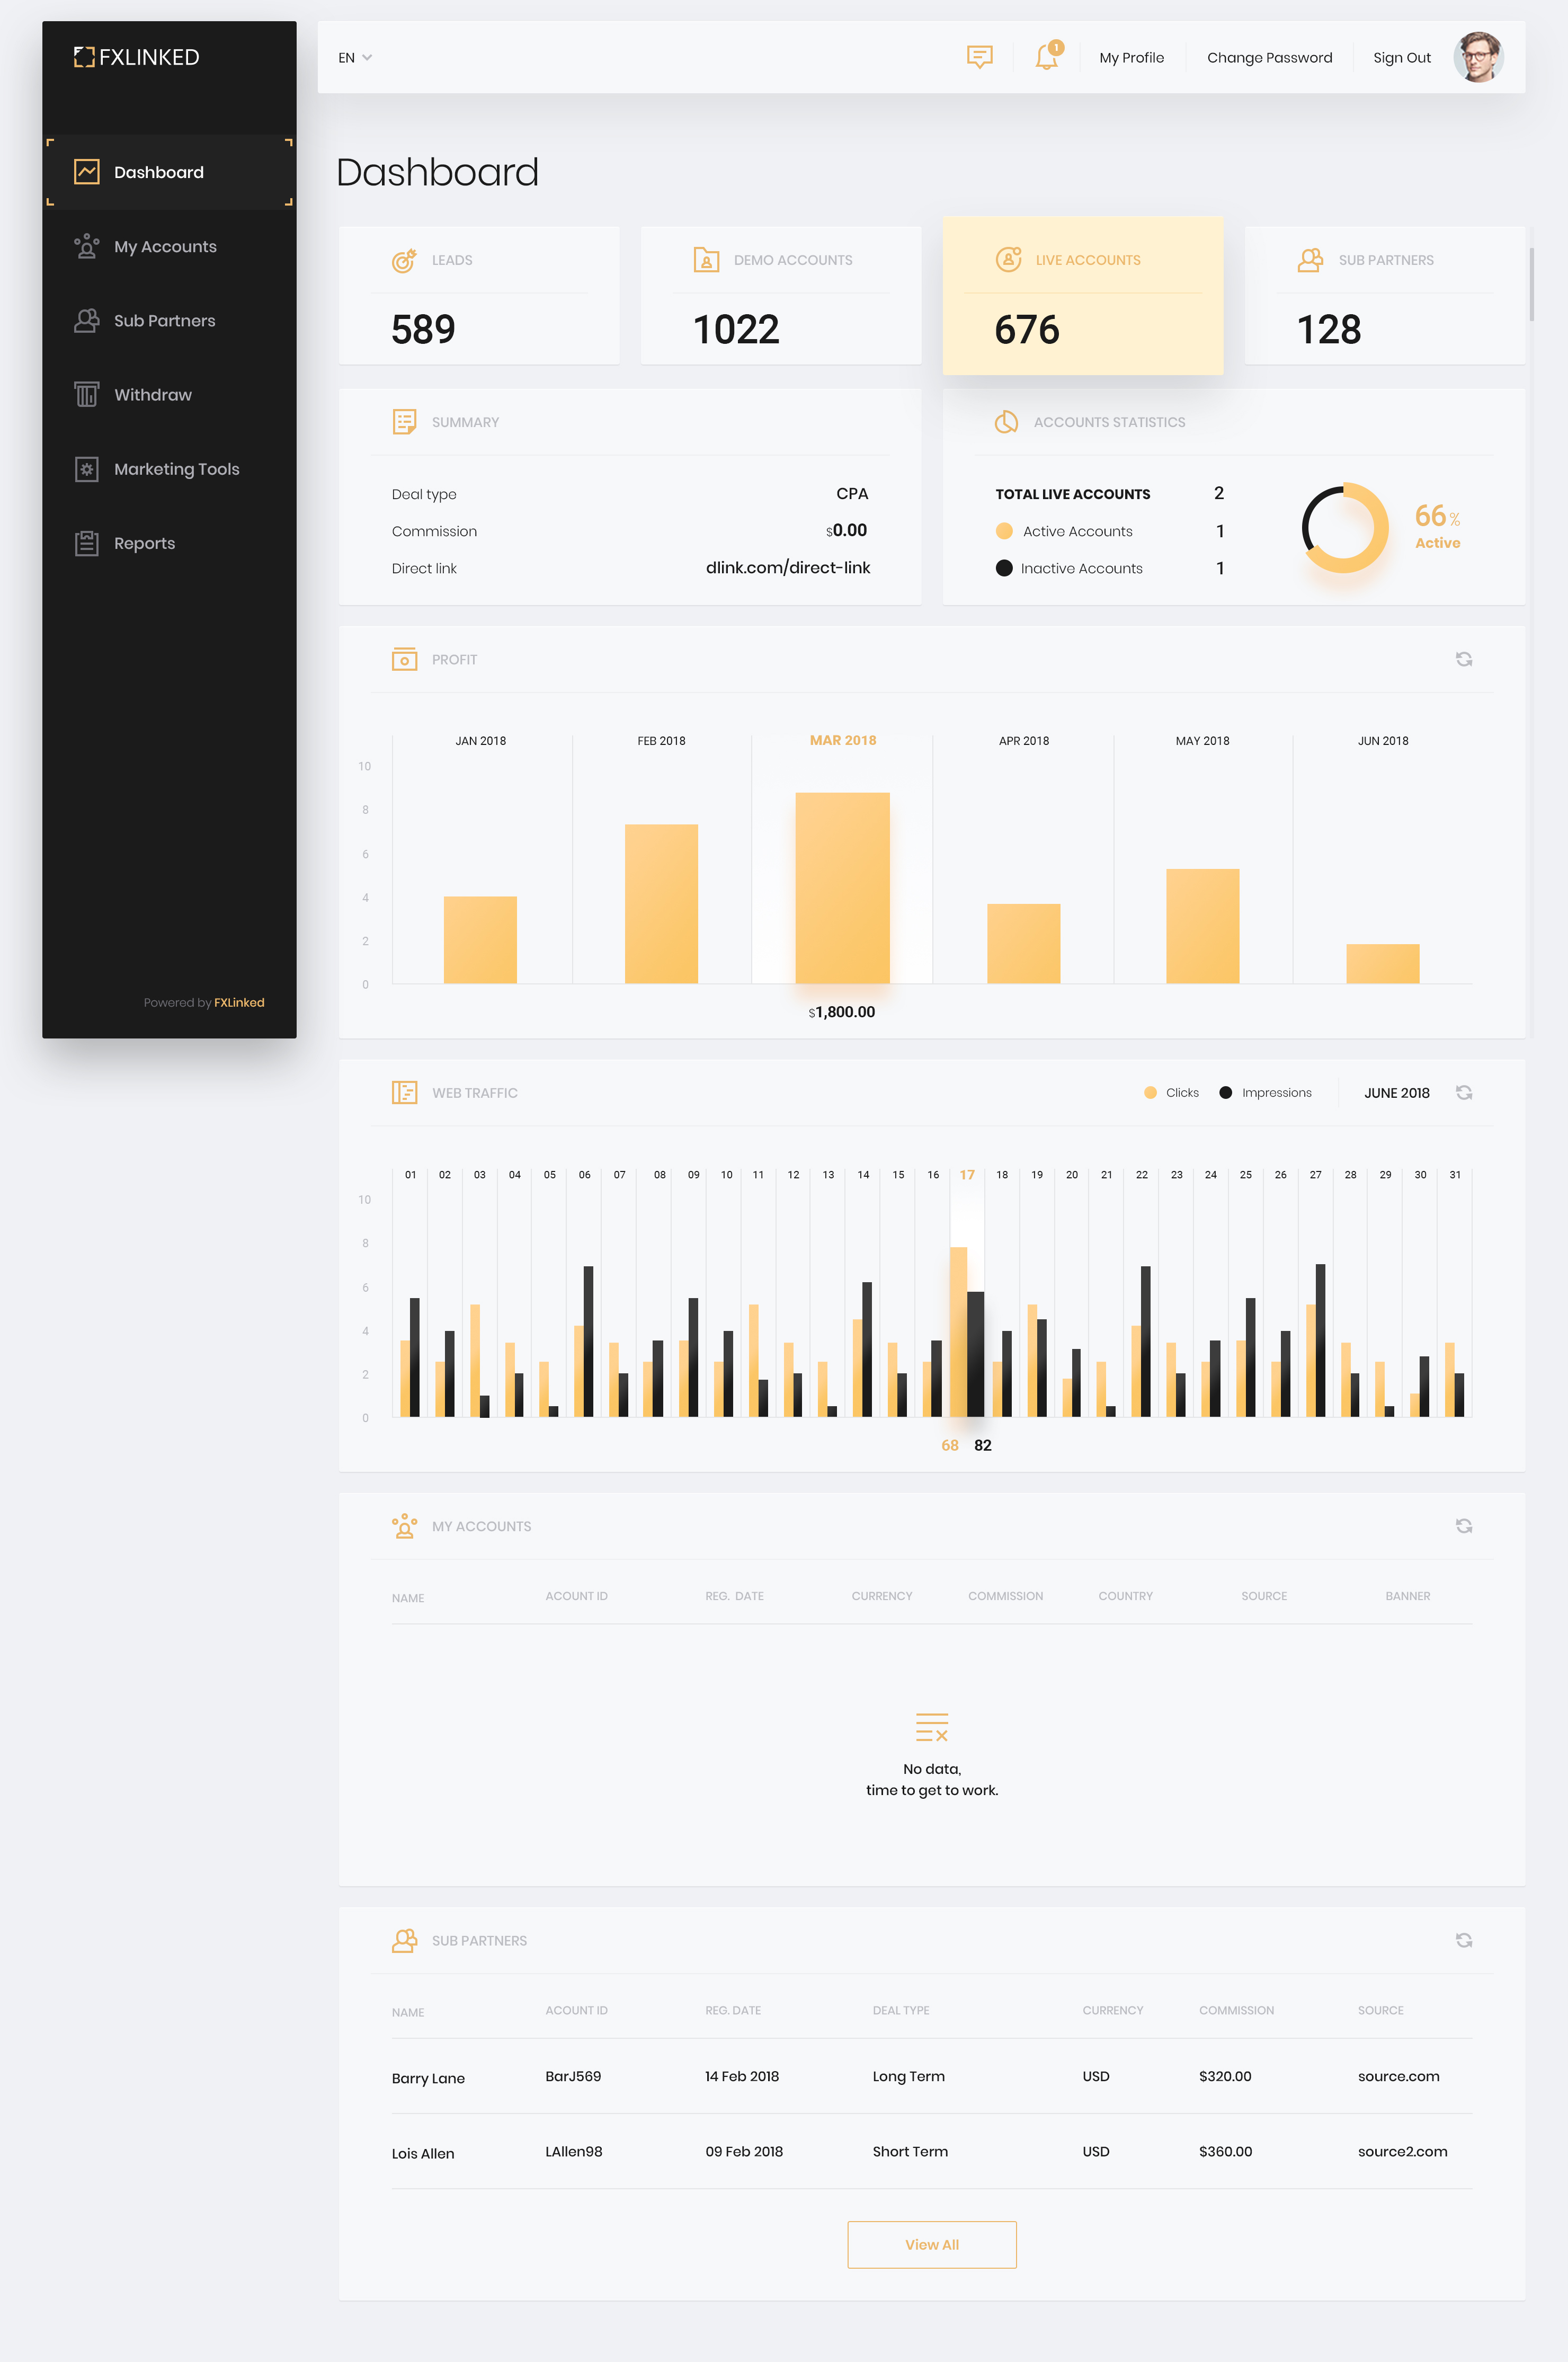 FXLINKED
EN
1
My Profile
Change Password
Sign Out
Dashboard
My Accounts
Sub Partners
Withdraw
Marketing Tools
Reports
Powered by FXLinked
Dashboard
LEADS
589
DEMO ACCOUNTS
1022
LIVE ACCOUNTS
676
SUB PARTNERS
128
SUMMARY
Deal type CPA
Commission $0.00
Direct link dlink.com/direct-link
ACCOUNTS STATISTICS
TOTAL LIVE ACCOUNTS 2
Active Accounts 1
Inactive Accounts 1
66%
Active
PROFIT
JAN 2018 FEB 2018 MAR 2018 APR 2018 MAY 2018 JUN 2018
10
8
6
4
2
0
$1,800.00
WEB TRAFFIC
Clicks Impressions JUNE 2018
01 02 03 04 05 06 07 08 09 10 11 12 13 14 15 16 17 18 19 20 21 22 23 24 25 26 27 28 29 30 31
10
8
6
4
2
0
68 82
MY ACCOUNTS
NAME ACOUNT ID REG. DATE CURRENCY COMMISSION COUNTRY SOURCE BANNER
No data,
time to get to work.
SUB PARTNERS
NAME ACOUNT ID REG. DATE DEAL TYPE CURRENCY COMMISSION SOURCE
Barry Lane BarJ569 14 Feb 2018 Long Term USD $320.00 source.com
Lois Allen LAllen98 09 Feb 2018 Short Term USD $360.00 source2.com
View All